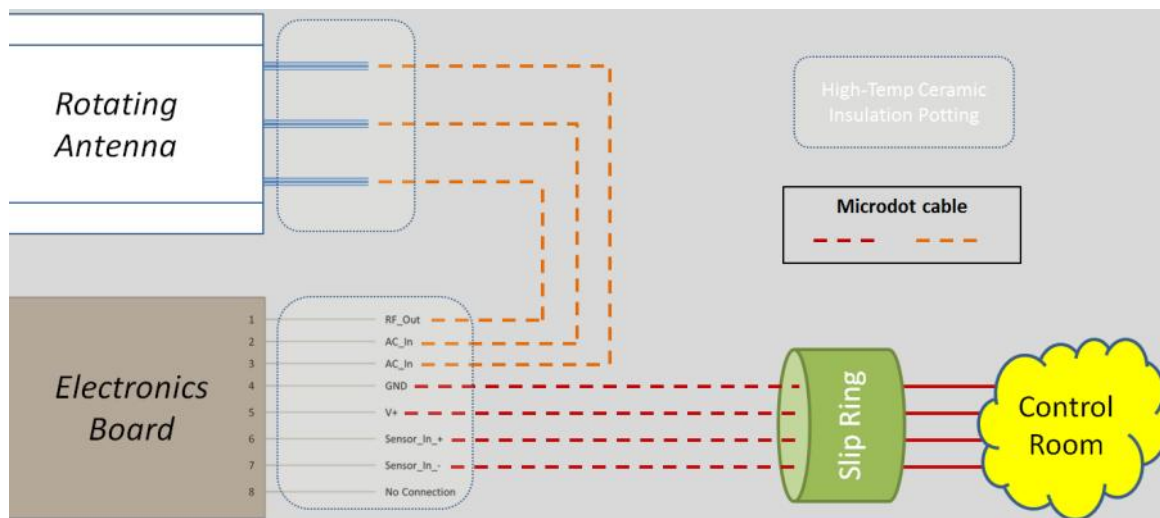 Rotating
Antenna
High-Temp Ceramic
Insulation Potting
Microdot cable
1 RF_Out
2 AC_In
3 AC_In
4 GND
5 V+
6 Sensor_In_+
7 Sensor_In_-
8 No Connection
Electronics
Board
Slip Ring
Control
Room